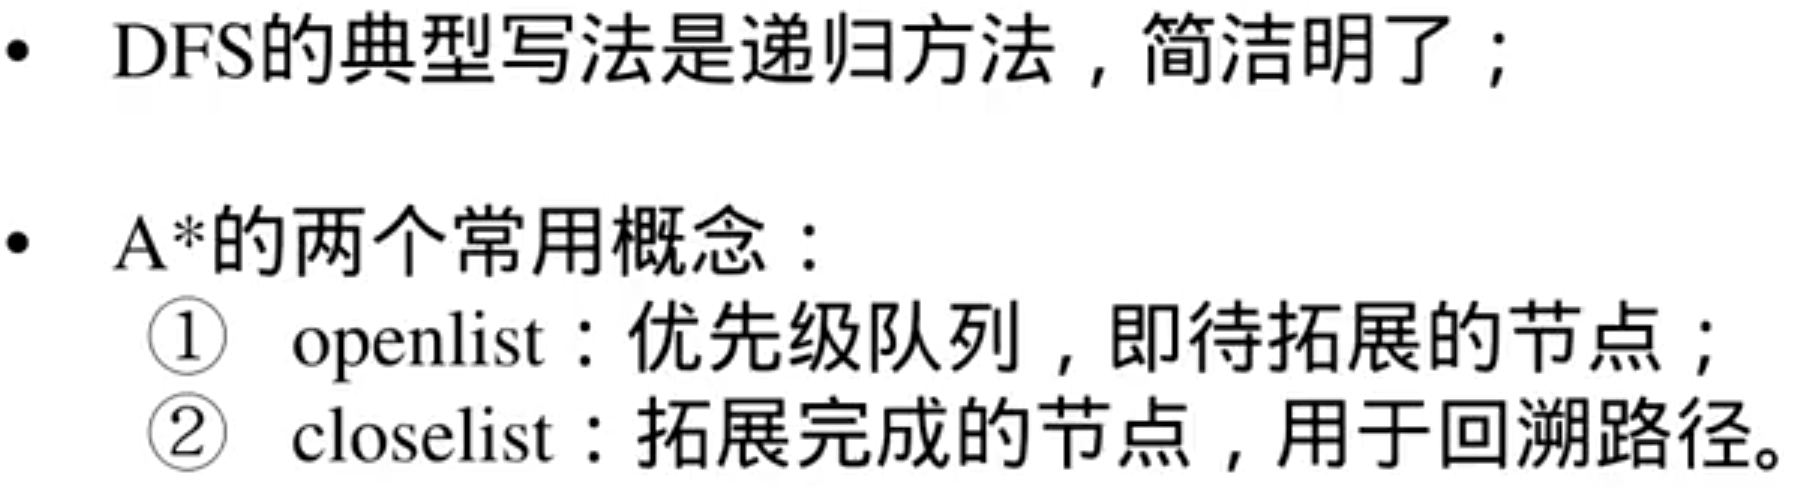 • DFS的典型写法是递归方法，简洁明了；
• A*的两个常用概念：
① openlist：优先级队列，即待拓展的节点；
② closelist：拓展完成的节点，用于回溯路径。